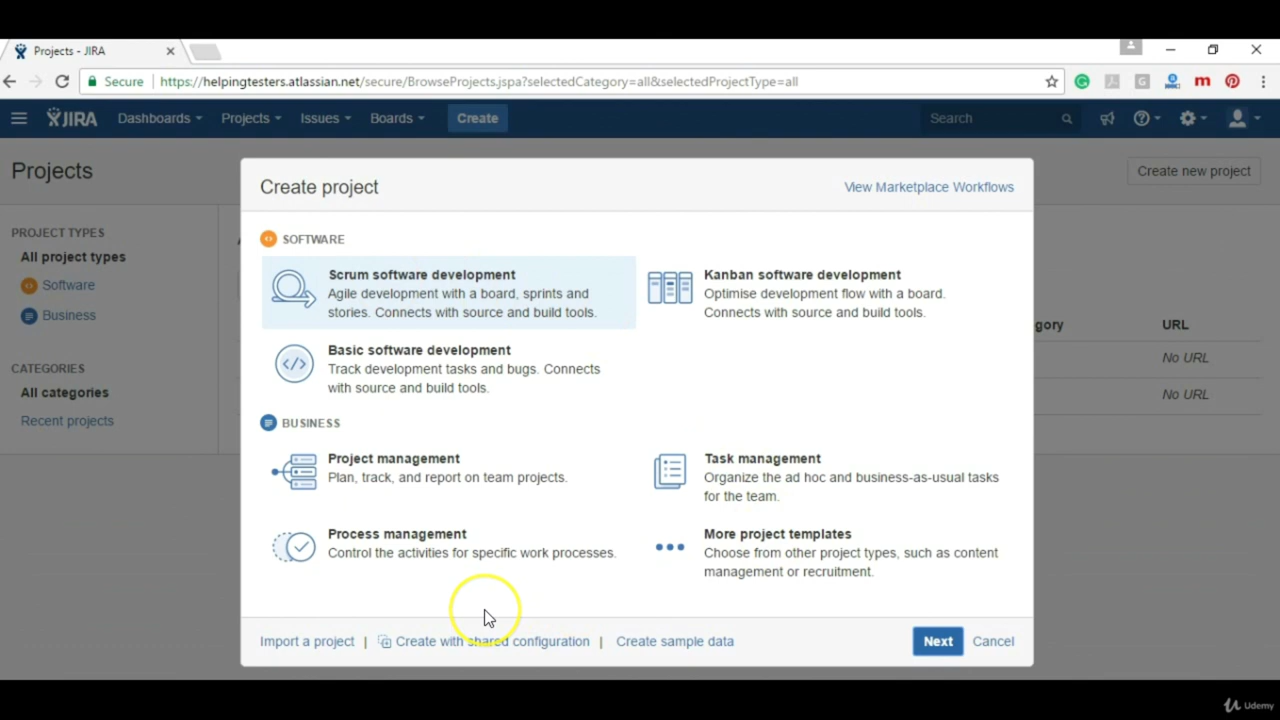 Projects - JIRA
Secure https://helpingtesters.atlassian.net/secure/BrowseProjects.jspa?selectedCategory=all&selectedProjectType=all
JIRA Dashboards Projects Issues Boards Create Search
Projects
Create new project
PROJECT TYPES
All project types
Software
Business
CATEGORIES
All categories
Recent projects
Create project
View Marketplace Workflows
SOFTWARE
Scrum software development
Agile development with a board, sprints and
stories. Connects with source and build tools.
Kanban software development
Optimise development flow with a board.
Connects with source and build tools.
Basic software development
Track development tasks and bugs. Connects
with source and build tools.
BUSINESS
Project management
Plan, track, and report on team projects.
Task management
Organize the ad hoc and business-as-usual tasks
for the team.
Process management
Control the activities for specific work processes.
More project templates
Choose from other project types, such as content
management or recruitment.
Import a project | Create with shared configuration | Create sample data
Next Cancel
gory URL
No URL
No URL
Udemy